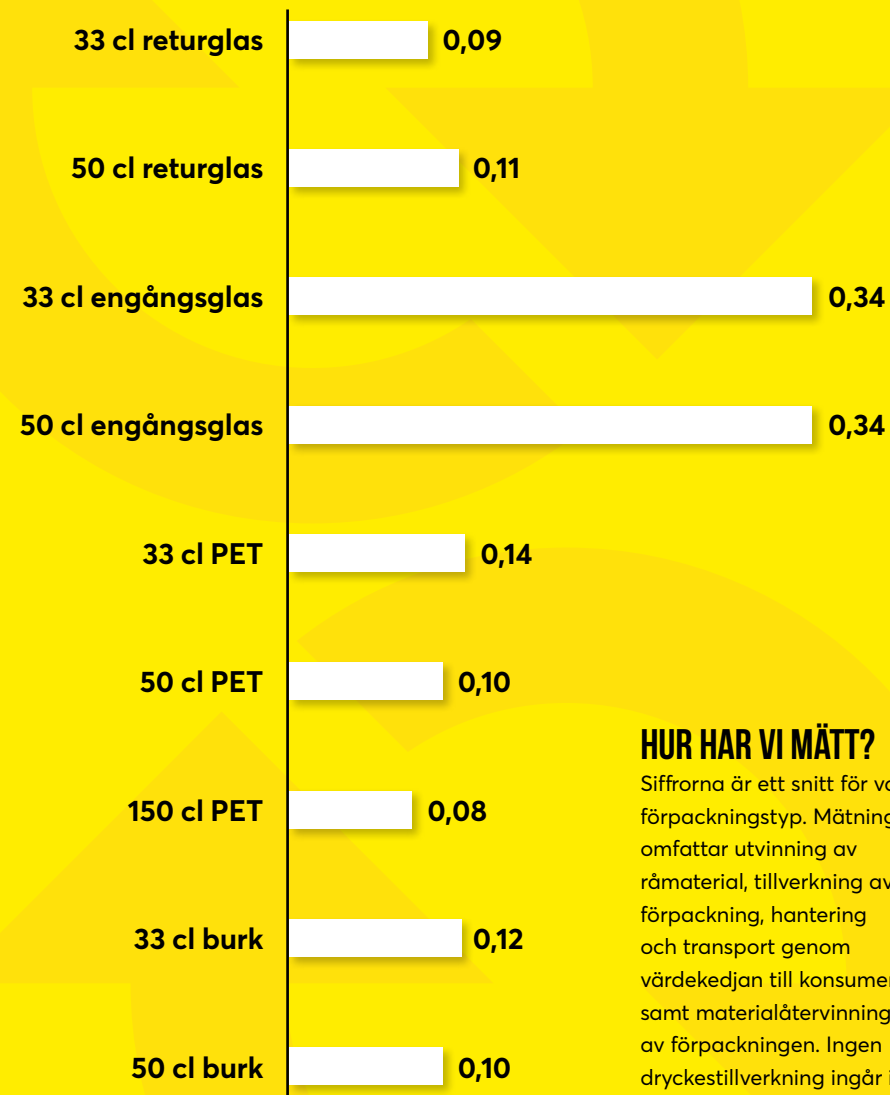 33 cl returglas 0,09
50 cl returglas 0,11
33 cl engångsglas 0,34
50 cl engångsglas 0,34
33 cl PET 0,14
50 cl PET 0,10
150 cl PET 0,08
33 cl burk 0,12
50 cl burk 0,10
HUR HAR VI MÄTT?
Siffrorna är ett snitt för
förpackningstyp.
omfattar utvinning av
råmaterial, tillverkning av
förpackning, hantering
och transport genom
värdekedjan till
samt materialåtervinning
av förpackningen. Ingen
dryckestillverkning ingår